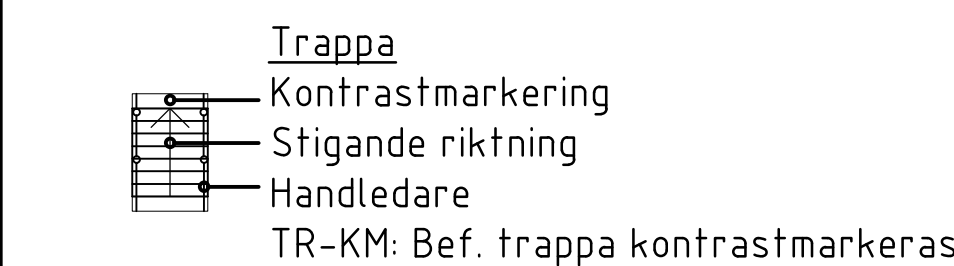 Trappa
Kontrastmarkering
Stigande riktning
Handledare
TR-KM: Bef. trappa kontrastmarkeras